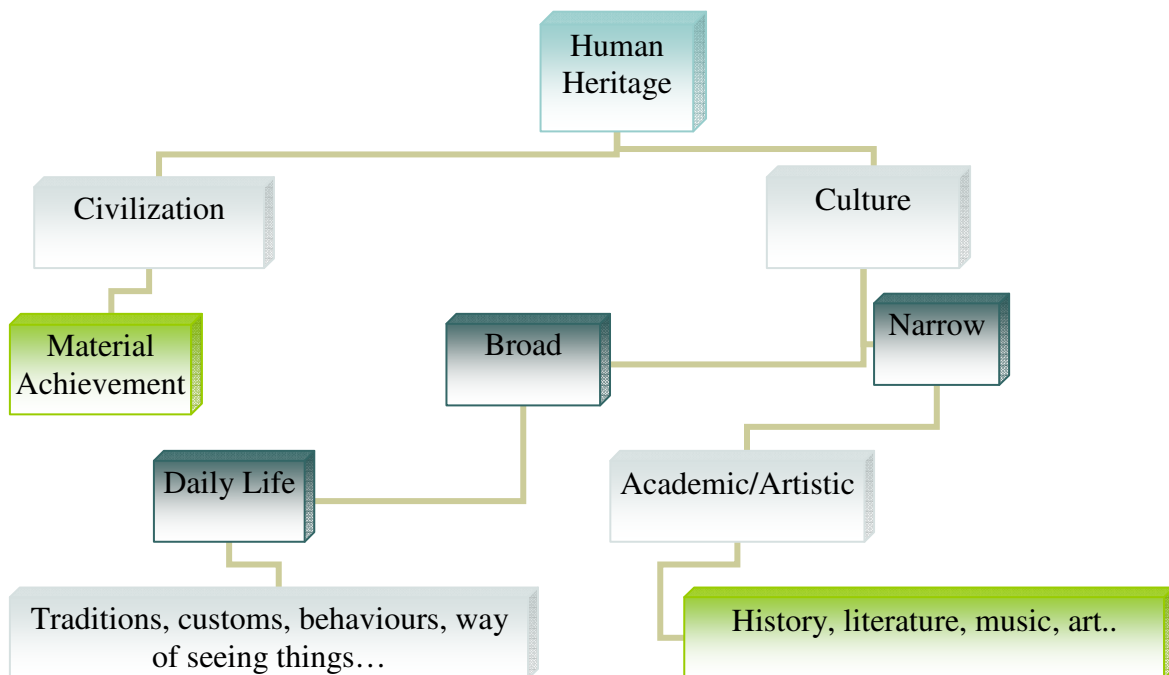 Human
Heritage
Civilization
Culture
Material
Achievement
Broad
Narrow
Daily Life
Academic/Artistic
Traditions, customs, behaviours, way
of seeing things…
History, literature, music, art..